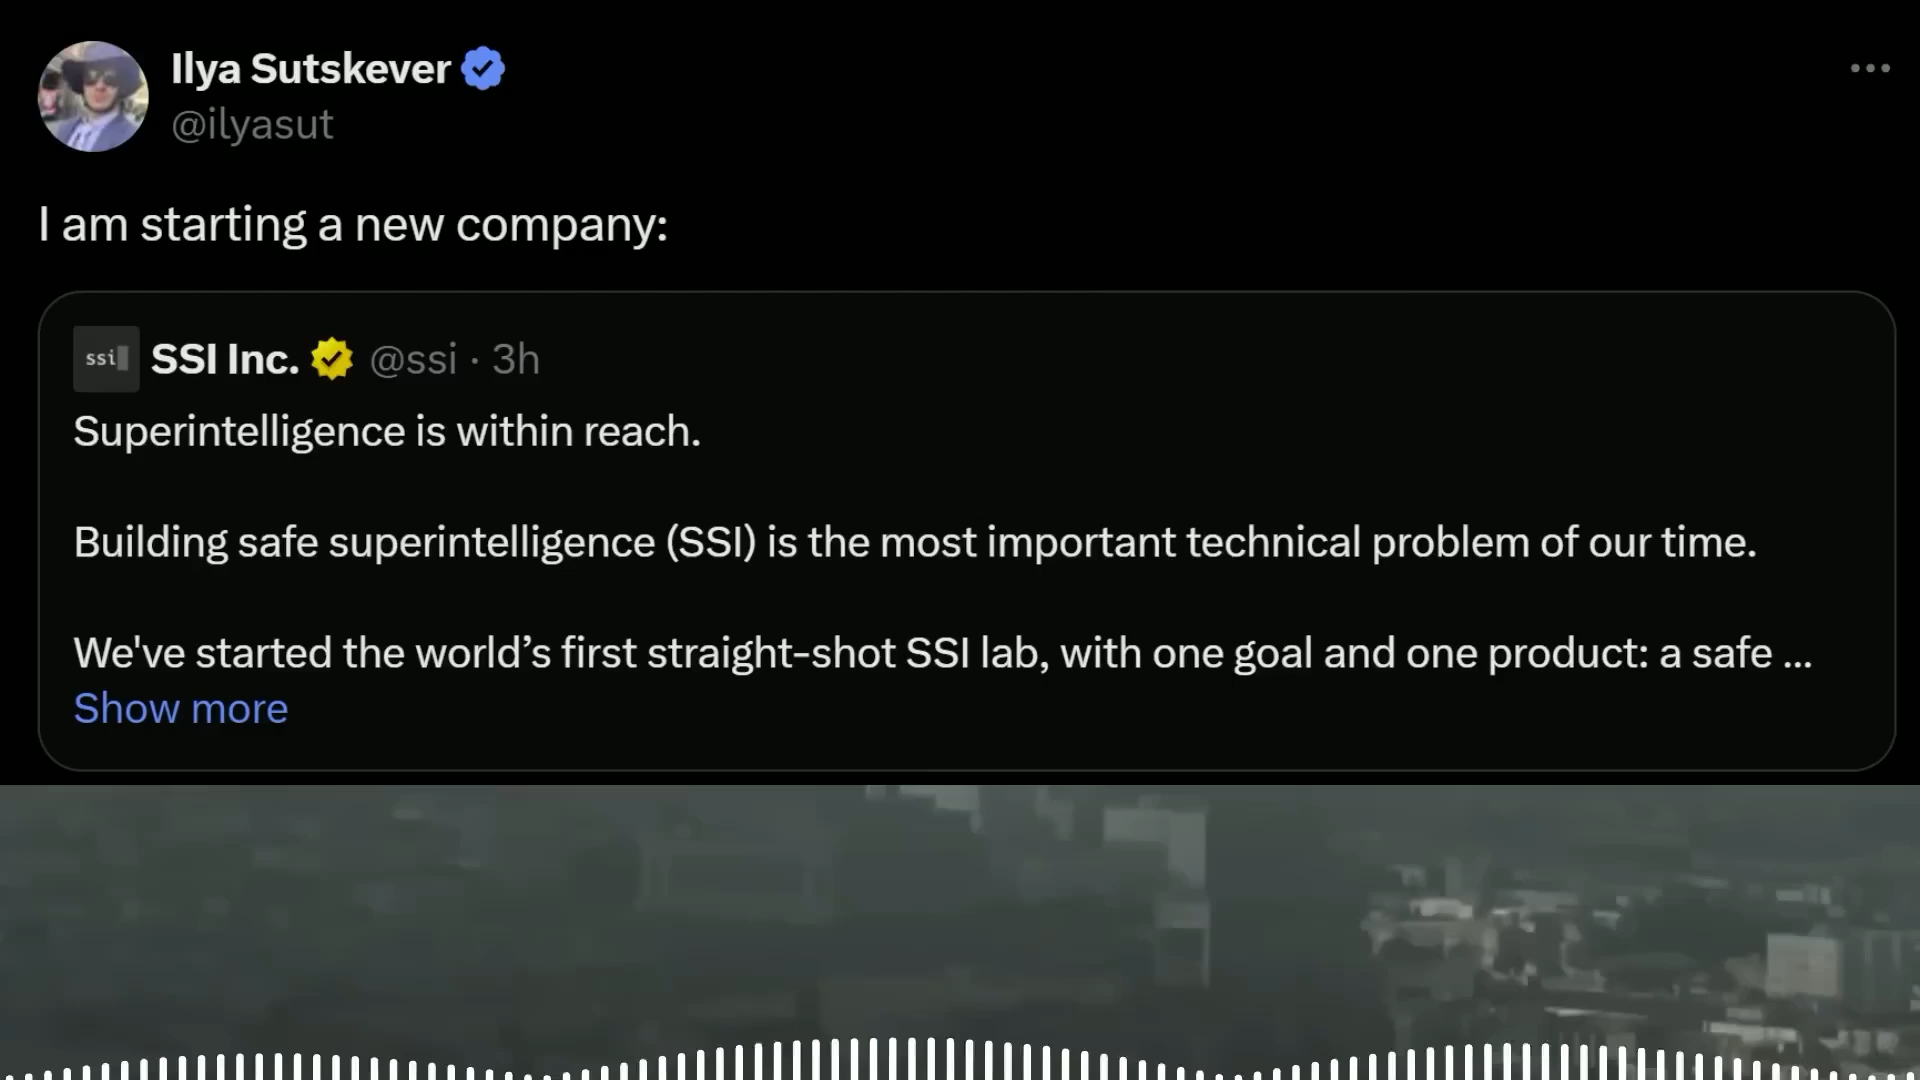 Ilya Sutskever
@ilyasut
I am starting a new company:
ssi
SSI Inc. @ssi · 3h
Superintelligence is within reach.
Building safe superintelligence (SSI) is the most important technical problem of our time.
We've started the world’s first straight-shot SSI lab, with one goal and one product: a safe ...
Show more